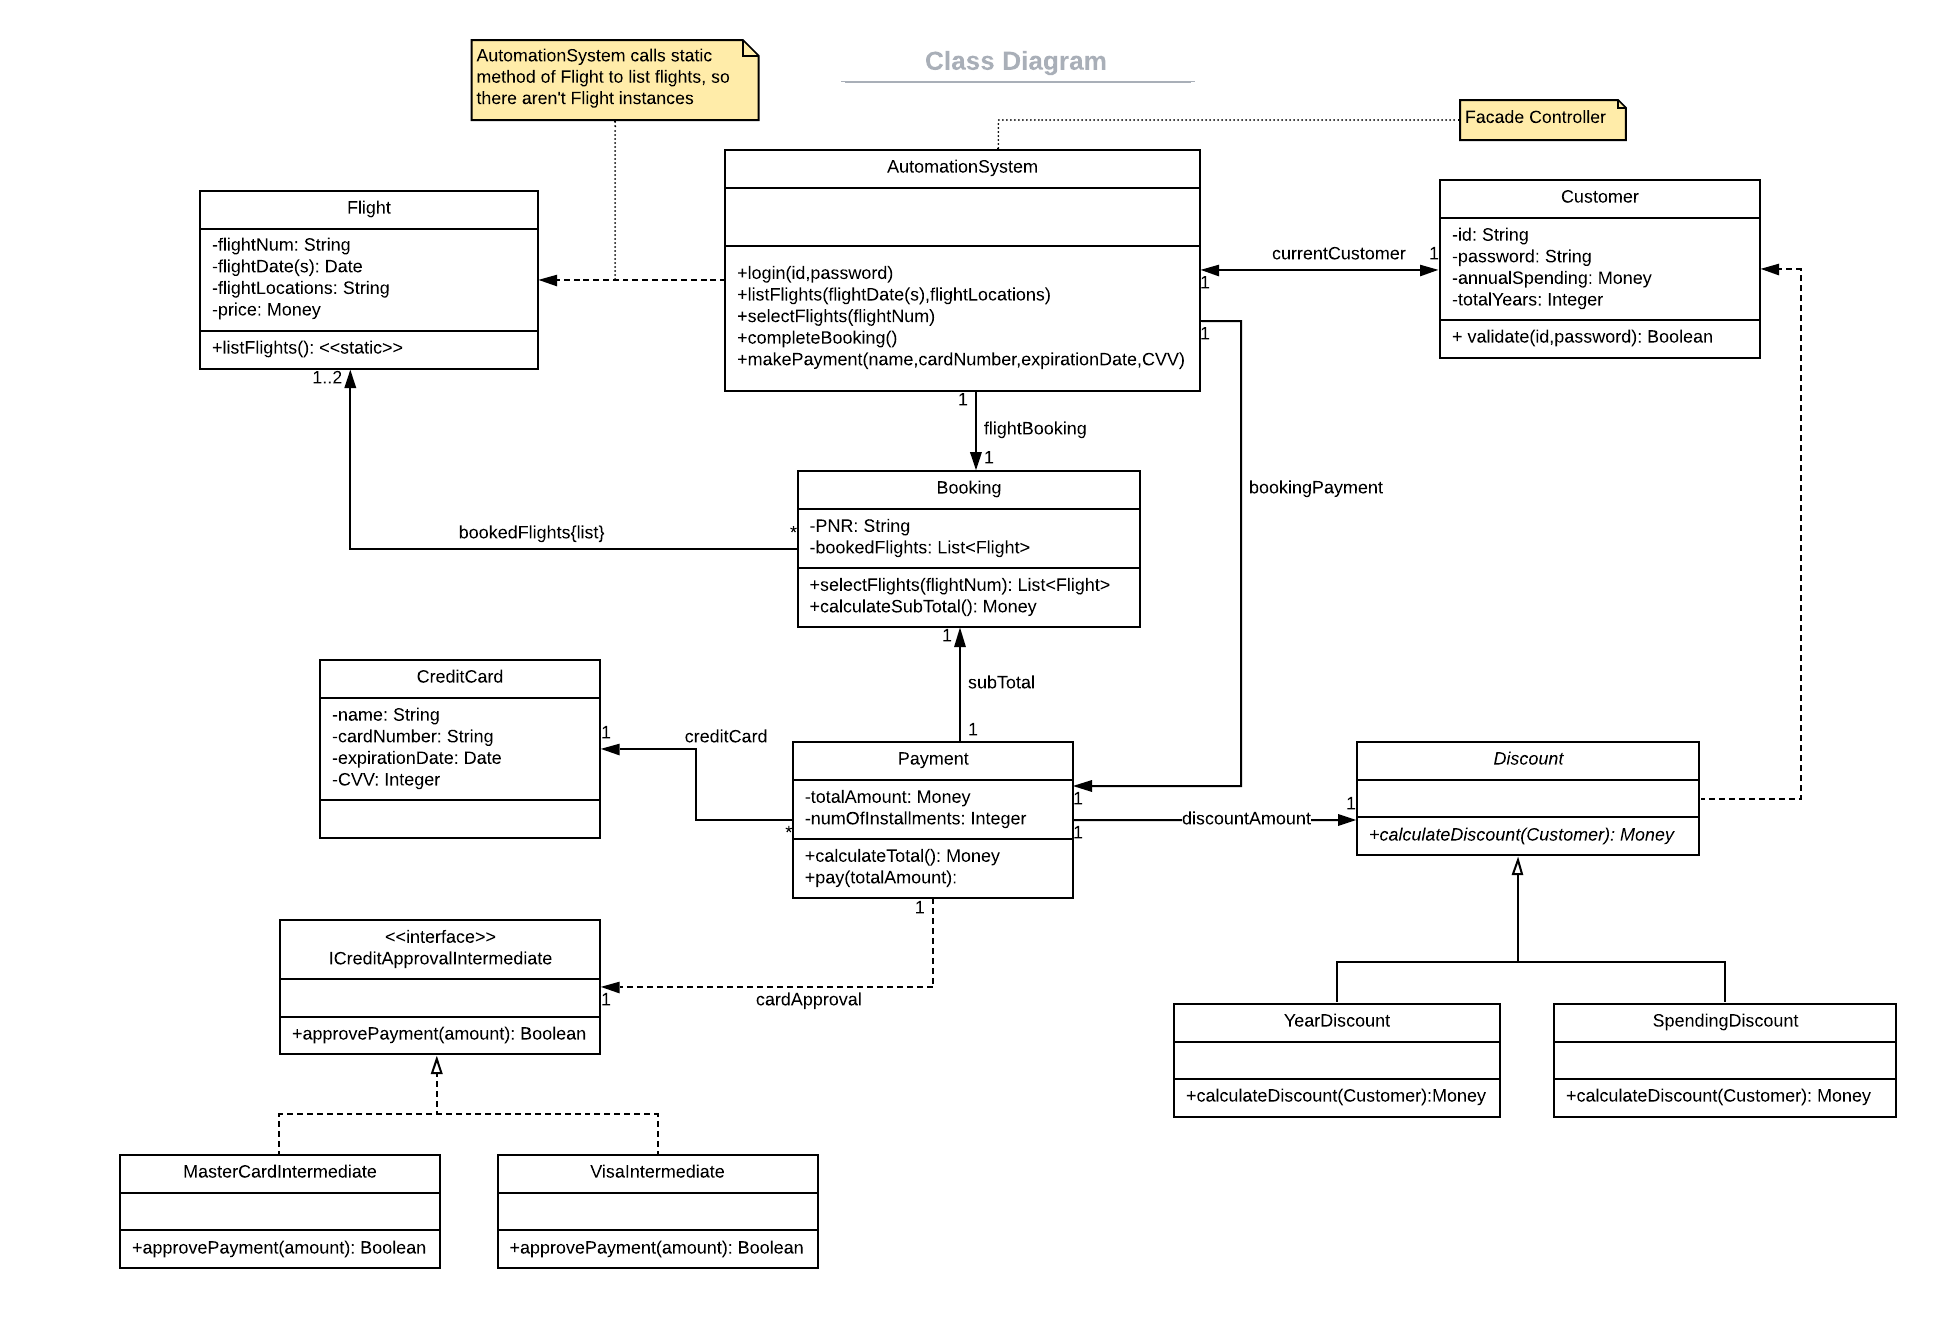 AutomationSystem calls static
method of Flight to list flights, so
there aren't Flight instances
Class Diagram
Facade Controller
AutomationSystem
+login(id,password)
+listFlights(flightDate(s),flightLocations)
+selectFlights(flightNum)
+completeBooking()
+makePayment(name,cardNumber,expirationDate,CVV)
Flight
-flightNum: String
-flightDate(s): Date
-flightLocations: String
-price: Money
+listFlights(): <<static>>
1..2
Customer
-id: String
-password: String
-annualSpending: Money
-totalYears: Integer
+ validate(id,password): Boolean
currentCustomer
1
1
1
1
flightBooking
1
bookingPayment
Booking
-PNR: String
-bookedFlights: List<Flight>
+selectFlights(flightNum): List<Flight>
+calculateSubTotal(): Money
bookedFlights{list}
*
1
subTotal
1
CreditCard
-name: String
-cardNumber: String
-expirationDate: Date
-CVV: Integer
1
creditCard
*
Payment
-totalAmount: Money
-numOfInstallments: Integer
+calculateTotal(): Money
+pay(totalAmount):
1
1
discountAmount
1
Discount
+calculateDiscount(Customer): Money
1
cardApproval
1
<<interface>>
ICreditApprovalIntermediate
+approvePayment(amount): Boolean
YearDiscount
+calculateDiscount(Customer):Money
SpendingDiscount
+calculateDiscount(Customer): Money
MasterCardIntermediate
+approvePayment(amount): Boolean
VisaIntermediate
+approvePayment(amount): Boolean